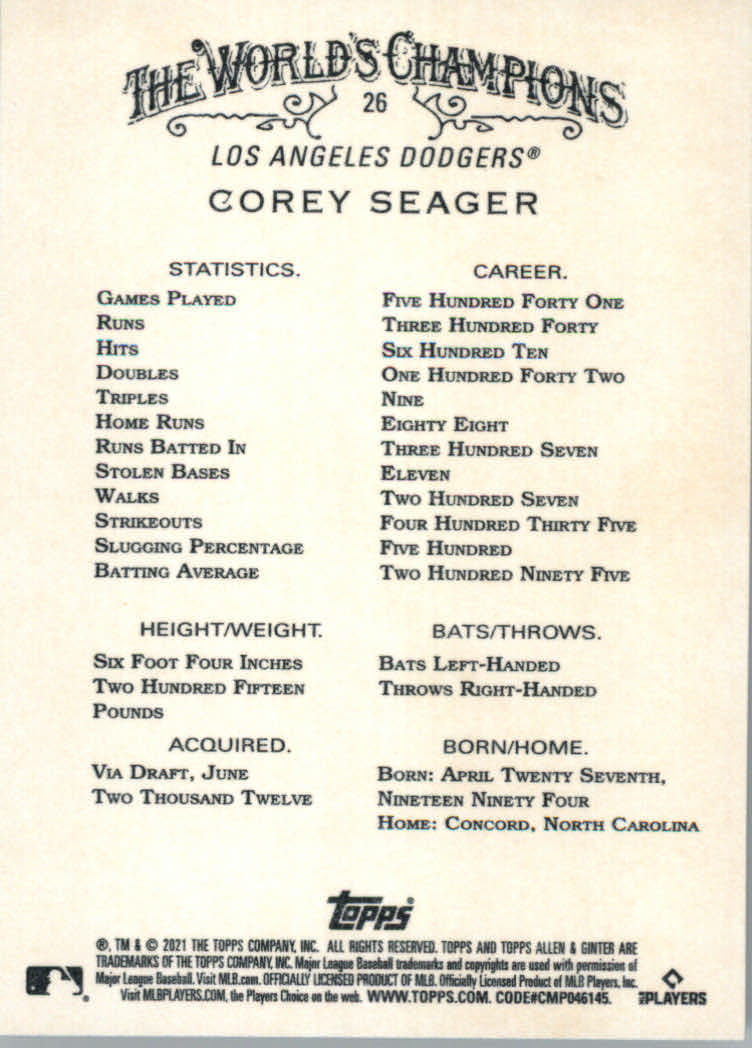 THE WORLD'S CHAMPIONS
26
LOS ANGELES DODGERS®
COREY SEAGER
STATISTICS.
GAMES PLAYED
RUNS
HITS
DOUBLES
TRIPLES
HOME RUNS
RUNS BATTED IN
STOLEN BASES
WALKS
STRIKEOUTS
SLUGGING PERCENTAGE
BATTING AVERAGE
CAREER.
FIVE HUNDRED FORTY ONE
THREE HUNDRED FORTY
SIX HUNDRED TEN
ONE HUNDRED FORTY TWO
NINE
EIGHTY EIGHT
THREE HUNDRED SEVEN
ELEVEN
TWO HUNDRED SEVEN
FOUR HUNDRED THIRTY FIVE
FIVE HUNDRED
TWO HUNDRED NINETY FIVE
HEIGHT/WEIGHT.
SIX FOOT FOUR INCHES
TWO HUNDRED FIFTEEN
POUNDS
BATS/THROWS.
BATS LEFT-HANDED
THROWS RIGHT-HANDED
ACQUIRED.
VIA DRAFT, JUNE
TWO THOUSAND TWELVE
BORN/HOME.
BORN: APRIL TWENTY SEVENTH,
NINETEEN NINETY FOUR
HOME: CONCORD, NORTH CAROLINA
Topps
®, TM & © 2021 THE TOPPS COMPANY, INC. ALL RIGHTS RESERVED. TOPPS AND TOPPS ALLEN & GINTER ARE
TRADEMARKS OF THE TOPPS COMPANY, INC. Major League Baseball trademarks and copyrights are used with permission of
Major League Baseball. Visit MLB.com. OFFICIALLY LICENSED PRODUCT OF MLB. Officially Licensed Product of MLB Players, Inc.
Visit MLBPLAYERS.COM, the Players Choice on the web. WWW.TOPPS.COM. CODE#CMP046145.
PLAYERS